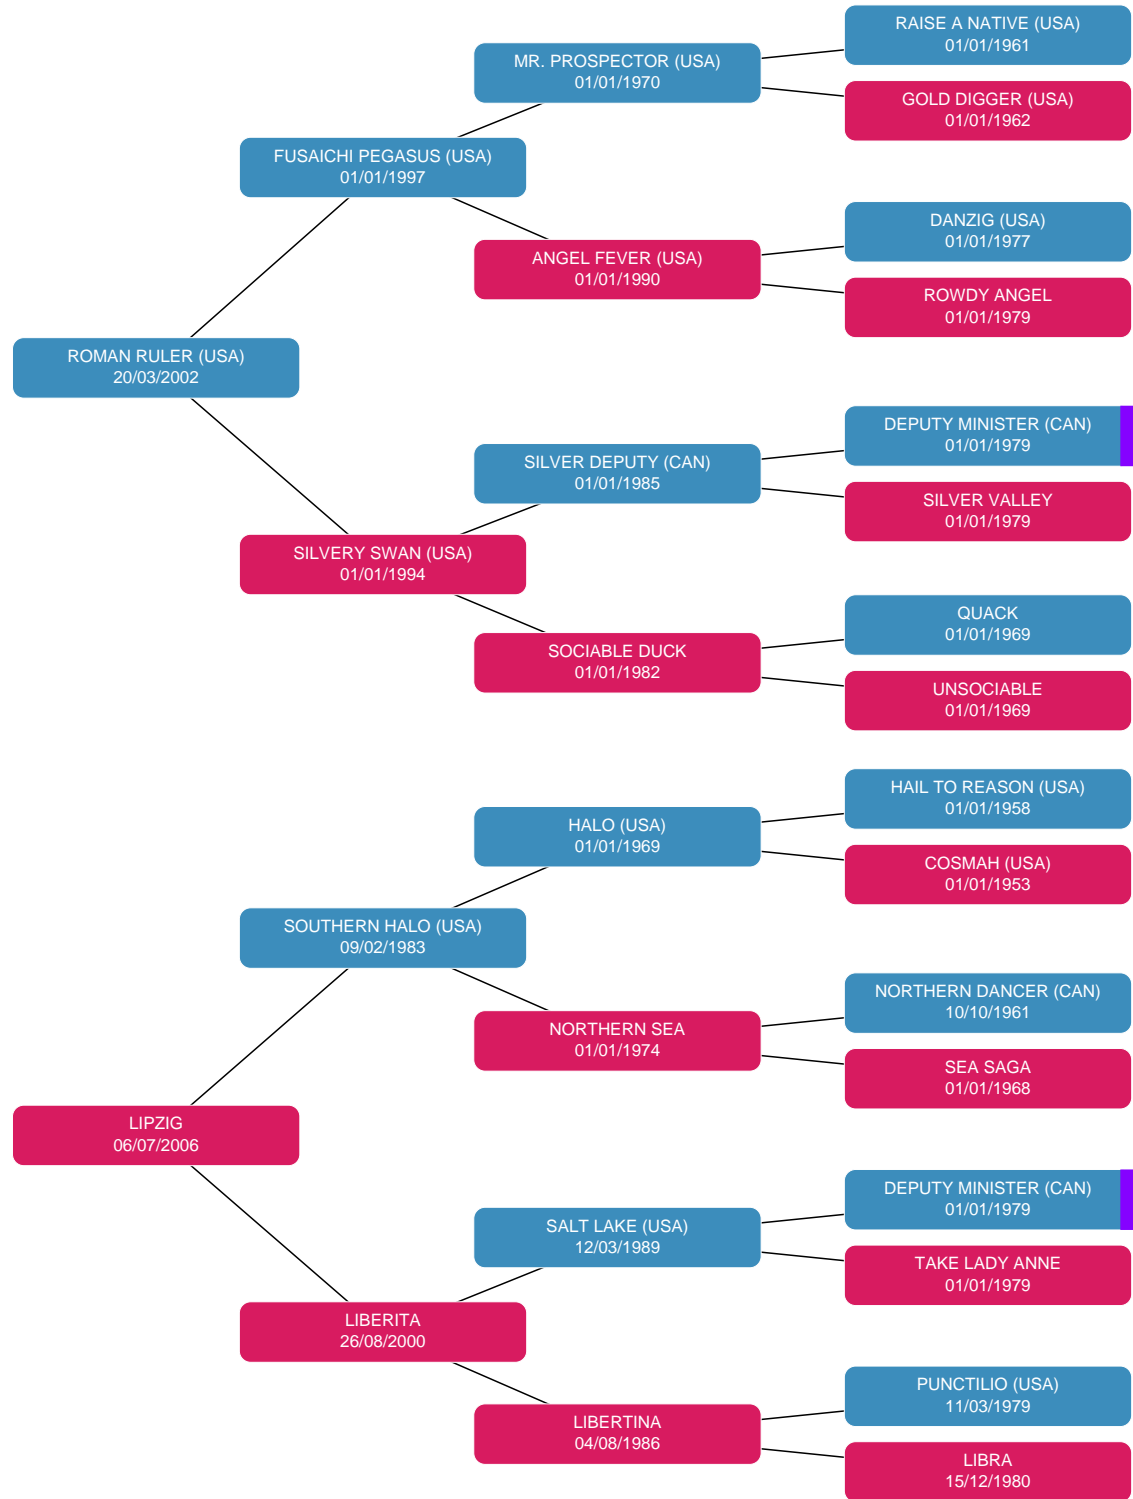 RAISE A NATIVE (USA)
01/01/1961
MR. PROSPECTOR (USA)
01/01/1970
GOLD DIGGER (USA)
01/01/1962
FUSAICHI PEGASUS (USA)
01/01/1997
DANZIG (USA)
01/01/1977
ANGEL FEVER (USA)
01/01/1990
ROWDY ANGEL
01/01/1979
ROMAN RULER (USA)
20/03/2002
DEPUTY MINISTER (CAN)
01/01/1979
SILVER DEPUTY (CAN)
01/01/1985
SILVER VALLEY
01/01/1979
SILVERY SWAN (USA)
01/01/1994
QUACK
01/01/1969
SOCIABLE DUCK
01/01/1982
UNSOCIABLE
01/01/1969
HAIL TO REASON (USA)
01/01/1958
HALO (USA)
01/01/1969
COSMAH (USA)
01/01/1953
SOUTHERN HALO (USA)
09/02/1983
NORTHERN DANCER (CAN)
10/10/1961
NORTHERN SEA
01/01/1974
SEA SAGA
01/01/1968
LIPZIG
06/07/2006
DEPUTY MINISTER (CAN)
01/01/1979
SALT LAKE (USA)
12/03/1989
TAKE LADY ANNE
01/01/1979
LIBERITA
26/08/2000
PUNCTILIO (USA)
11/03/1979
LIBERTINA
04/08/1986
LIBRA
15/12/1980